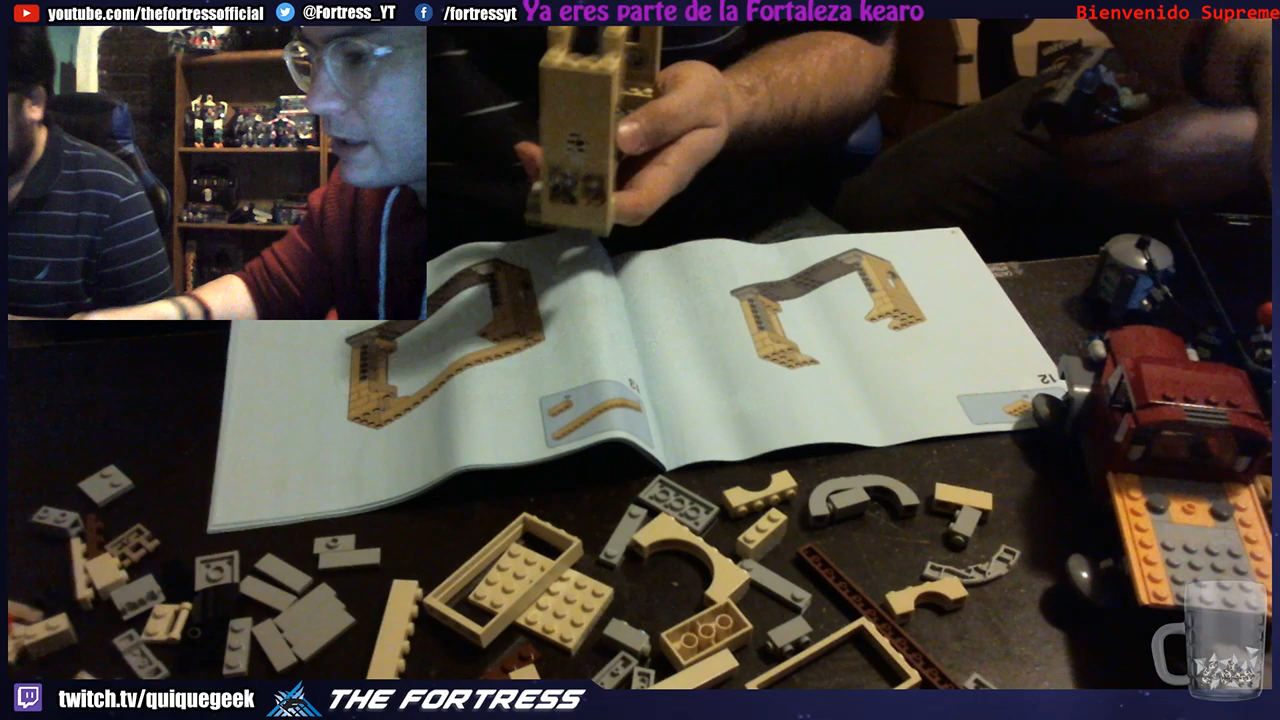 youtube.com/thefortressofficial @Fortress_YT /fortressyt Ya eres parte de la Fortaleza kearo Bienvenido Supreme
13
12
twitch.tv/quiquegeek THE FORTRESS